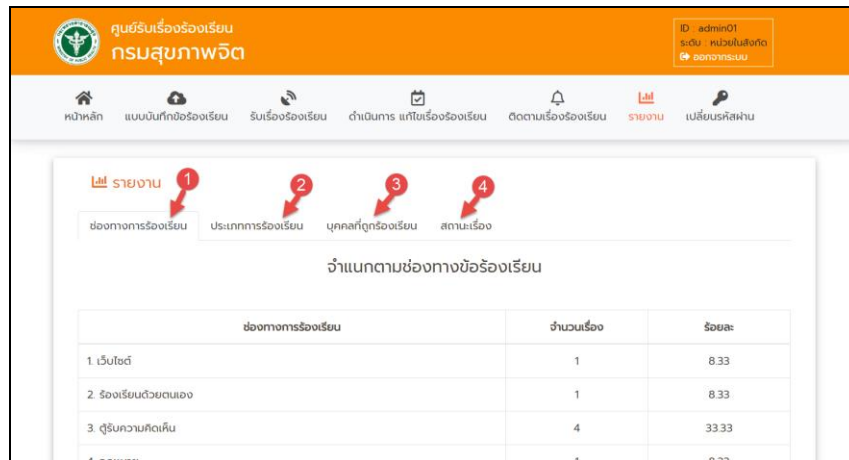 ศูนย์รับเรื่องร้องเรียน
กรมสุขภาพจิต
ID : admin01
ระดับ : หน่วยในสังกัด
ออกจากระบบ
หน้าหลัก แบบบันทึกข้อร้องเรียน รับเรื่องร้องเรียน ดำเนินการ แก้ไขเรื่องร้องเรียน ติดตามเรื่องร้องเรียน รายงาน เปลี่ยนรหัสผ่าน
รายงาน
1 2 3 4
ช่องทางการร้องเรียน ประเภทการร้องเรียน บุคคลที่ถูกร้องเรียน สถานะเรื่อง
จำแนกตามช่องทางข้อร้องเรียน
ช่องทางการร้องเรียน จำนวนเรื่อง ร้อยละ
1. เว็บไซต์ 1 8.33
2. ร้องเรียนด้วยตนเอง 1 8.33
3. ตู้รับความคิดเห็น 4 33.33